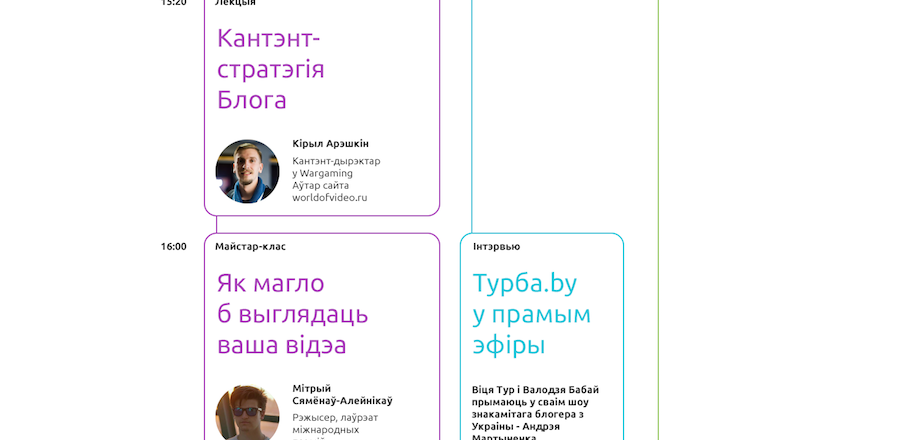 15:20
Лекцыя
Кантэнт-
стратэгія
Блога
Кірыл Арэшкін
Кантэнт-дырэктар
у Wargaming
Аўтар сайта
worldofvideo.ru
16:00
Майстар-клас
Як магло
б выглядаць
ваша відэа
Мітрый
Сямёнаў-Алейнікаў
Рэжысер, лаўрэат
міжнародных
Інтэрвью
Турба.by
у прамым
эфіры
Віця Тур і Валодзя Бабай
прымаюць у сваім шоу
знакамітага блогера з
Украіны - Андрэя
Мартыненка